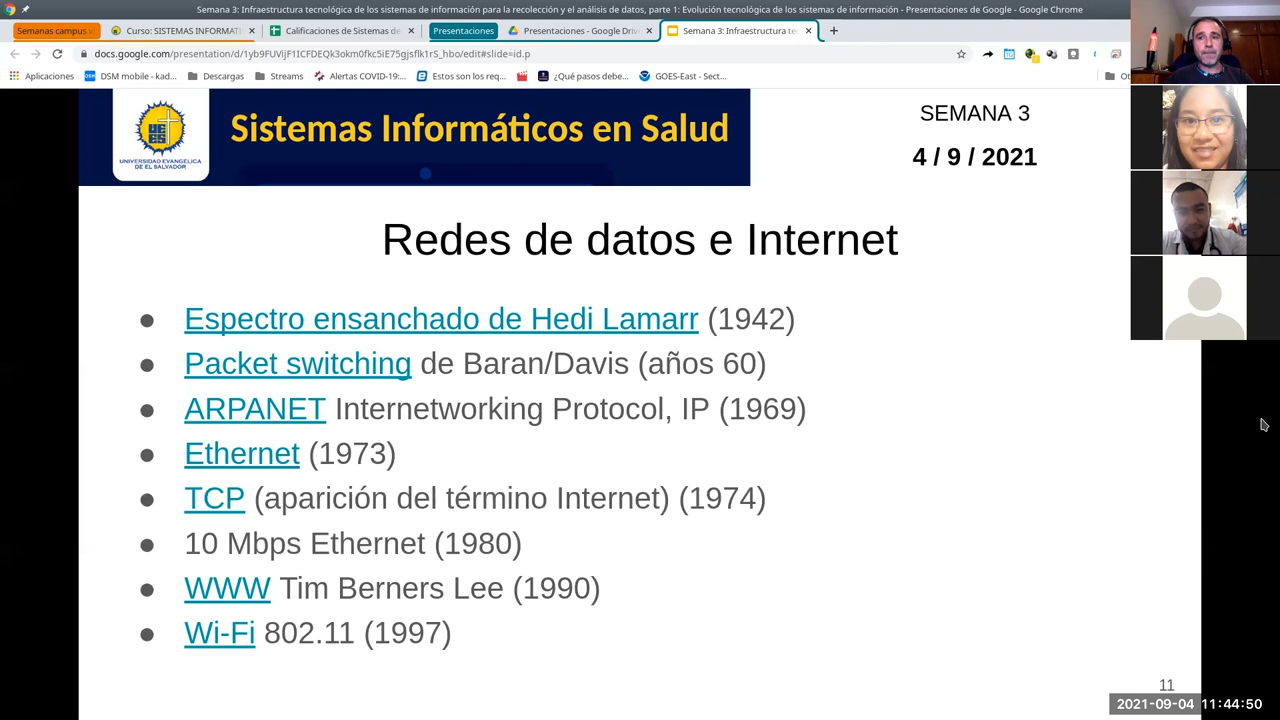 Semana 3: Infraestructura tecnológica de los sistemas de información para la recolección y el análisis de datos, parte 1: Evolución tecnológica de los sistemas de información - Presentaciones de Google - Google Chrome
Semanas campus v
Curso: SISTEMAS INFORMAT
Calificaciones de Sistemas de
Presentaciones
Presentaciones - Google Driv
Semana 3: Infraestructura te
docs.google.com/presentation/d/1yb9FUVijF1ICFDEQk3okm0fkc5iE75gjsflk1rS_hbo/edit#slide=id.p
Aplicaciones
DSM mobile - kad...
Descargas
Streams
Alertas COVID-19:...
Estos son los req...
¿Qué pasos debe...
GOES-East - Sect...
Ot
UEES
UNIVERSIDAD EVANGÉLICA
DE EL SALVADOR
Sistemas Informáticos en Salud
SEMANA 3
4 / 9 / 2021
Redes de datos e Internet
● Espectro ensanchado de Hedi Lamarr (1942)
● Packet switching de Baran/Davis (años 60)
● ARPANET Internetworking Protocol, IP (1969)
● Ethernet (1973)
● TCP (aparición del término Internet) (1974)
● 10 Mbps Ethernet (1980)
● WWW Tim Berners Lee (1990)
● Wi-Fi 802.11 (1997)
11
2021-09-04 11:44:50